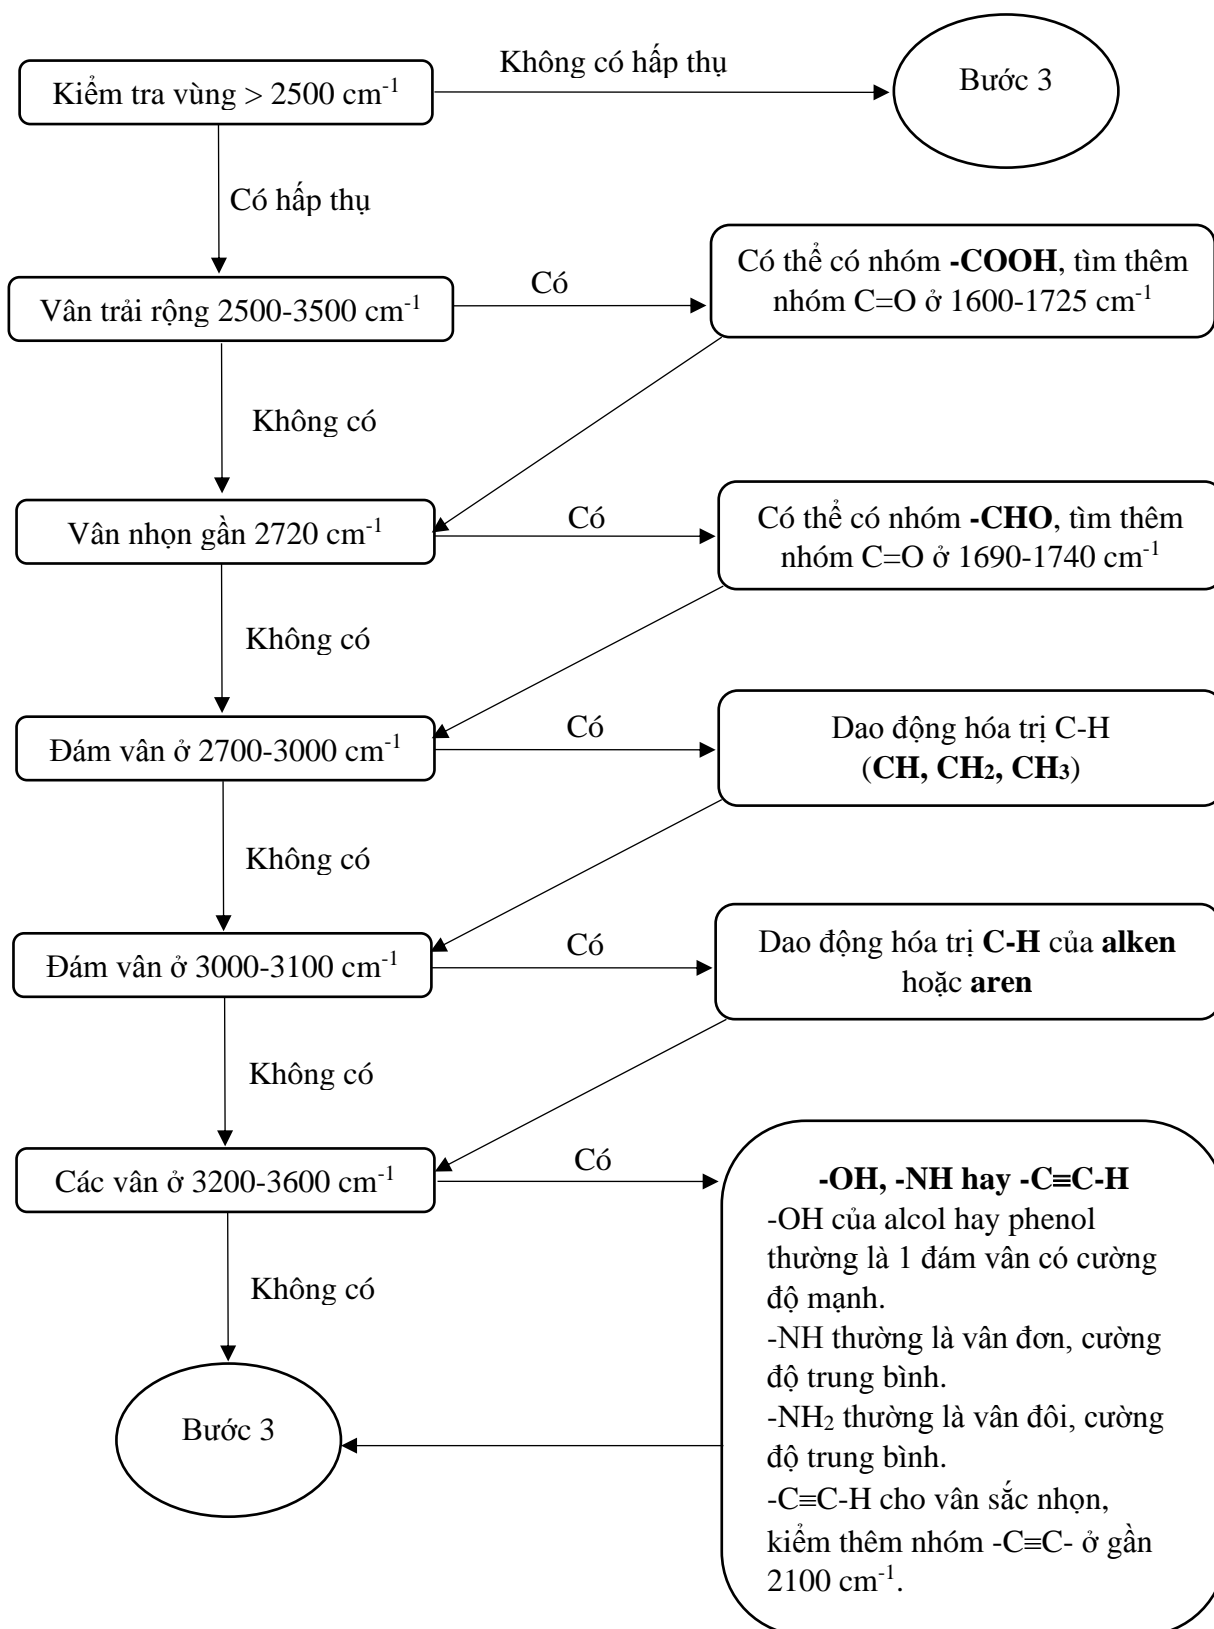 Không có hấp thụ
Kiểm tra vùng > 2500 cm⁻¹
Bước 3
Có hấp thụ
Có
Có thể có nhóm -COOH, tìm thêm
nhóm C=O ở 1600-1725 cm⁻¹
Vân trải rộng 2500-3500 cm⁻¹
Không có
Vân nhọn gần 2720 cm⁻¹
Có
Có thể có nhóm -CHO, tìm thêm
nhóm C=O ở 1690-1740 cm⁻¹
Không có
Đám vân ở 2700-3000 cm⁻¹
Có
Dao động hóa trị C-H
(CH, CH₂, CH₃)
Không có
Đám vân ở 3000-3100 cm⁻¹
Có
Dao động hóa trị C-H của alken
hoặc aren
Không có
Các vân ở 3200-3600 cm⁻¹
Có
-OH, -NH hay -C≡C-H
-OH của alcol hay phenol
thường là 1 đám vân có cường
độ mạnh.
-NH thường là vân đơn, cường
độ trung bình.
-NH₂ thường là vân đôi, cường
độ trung bình.
-C≡C-H cho vân sắc nhọn,
kiểm thêm nhóm -C≡C- ở gần
2100 cm⁻¹.
Không có
Bước 3